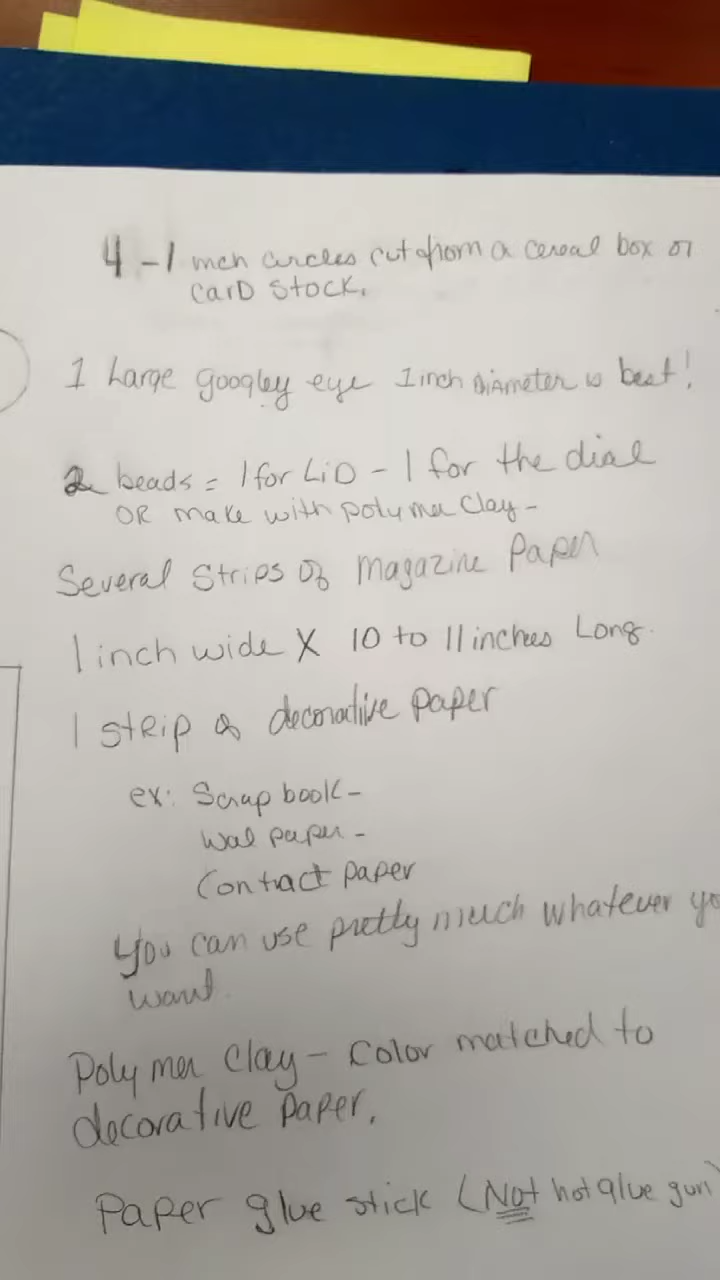 4 - 1 inch circles cut from a cereal box or
CarD Stock.
1 Large googley eye 1 inch DiAmeter is best!
2 beads = 1 for LiD - 1 for the dial
OR make with polymer Clay -
Several Strips of Magazine Paper
1 inch wide X 10 to 11 inches Long.
1 strip of decorative paper
ex: Scrap book -
Wal paper -
Contract paper
You can use pretty much whatever yo
want.
Polymer Clay - Color matched to
decorative Paper.
Paper glue stick (Not hot glue gun)